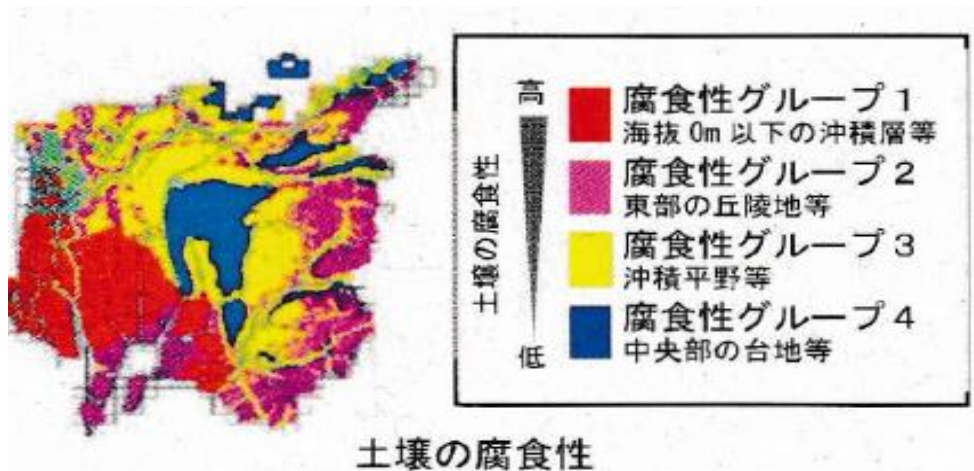 高
土壌の腐食性
低
腐食性グループ1
海抜0m以下の沖積層等
腐食性グループ2
東部の丘陵地等
腐食性グループ3
沖積平野等
腐食性グループ4
中央部の台地等
土壌の腐食性